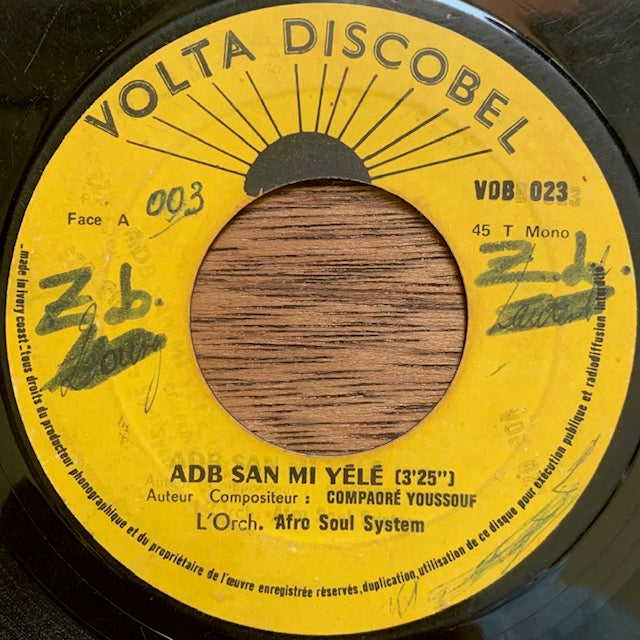 VOLTA DISCOBEL
003
VDB 023
Face A
45 T Mono
Z.b.
Z.d.
ADB SAN MI YÉLÉ (3'25")
Auteur Compositeur : COMPAORÉ YOUSSOUF
L'Orch. Afro Soul System
-made in Ivory coast-tous droits du producteur phonographique et du propriétaire de l'œuvre enregistrée réservés,duplication,utilisation de ce disque pour exécution publique et radiodiffusion interdite